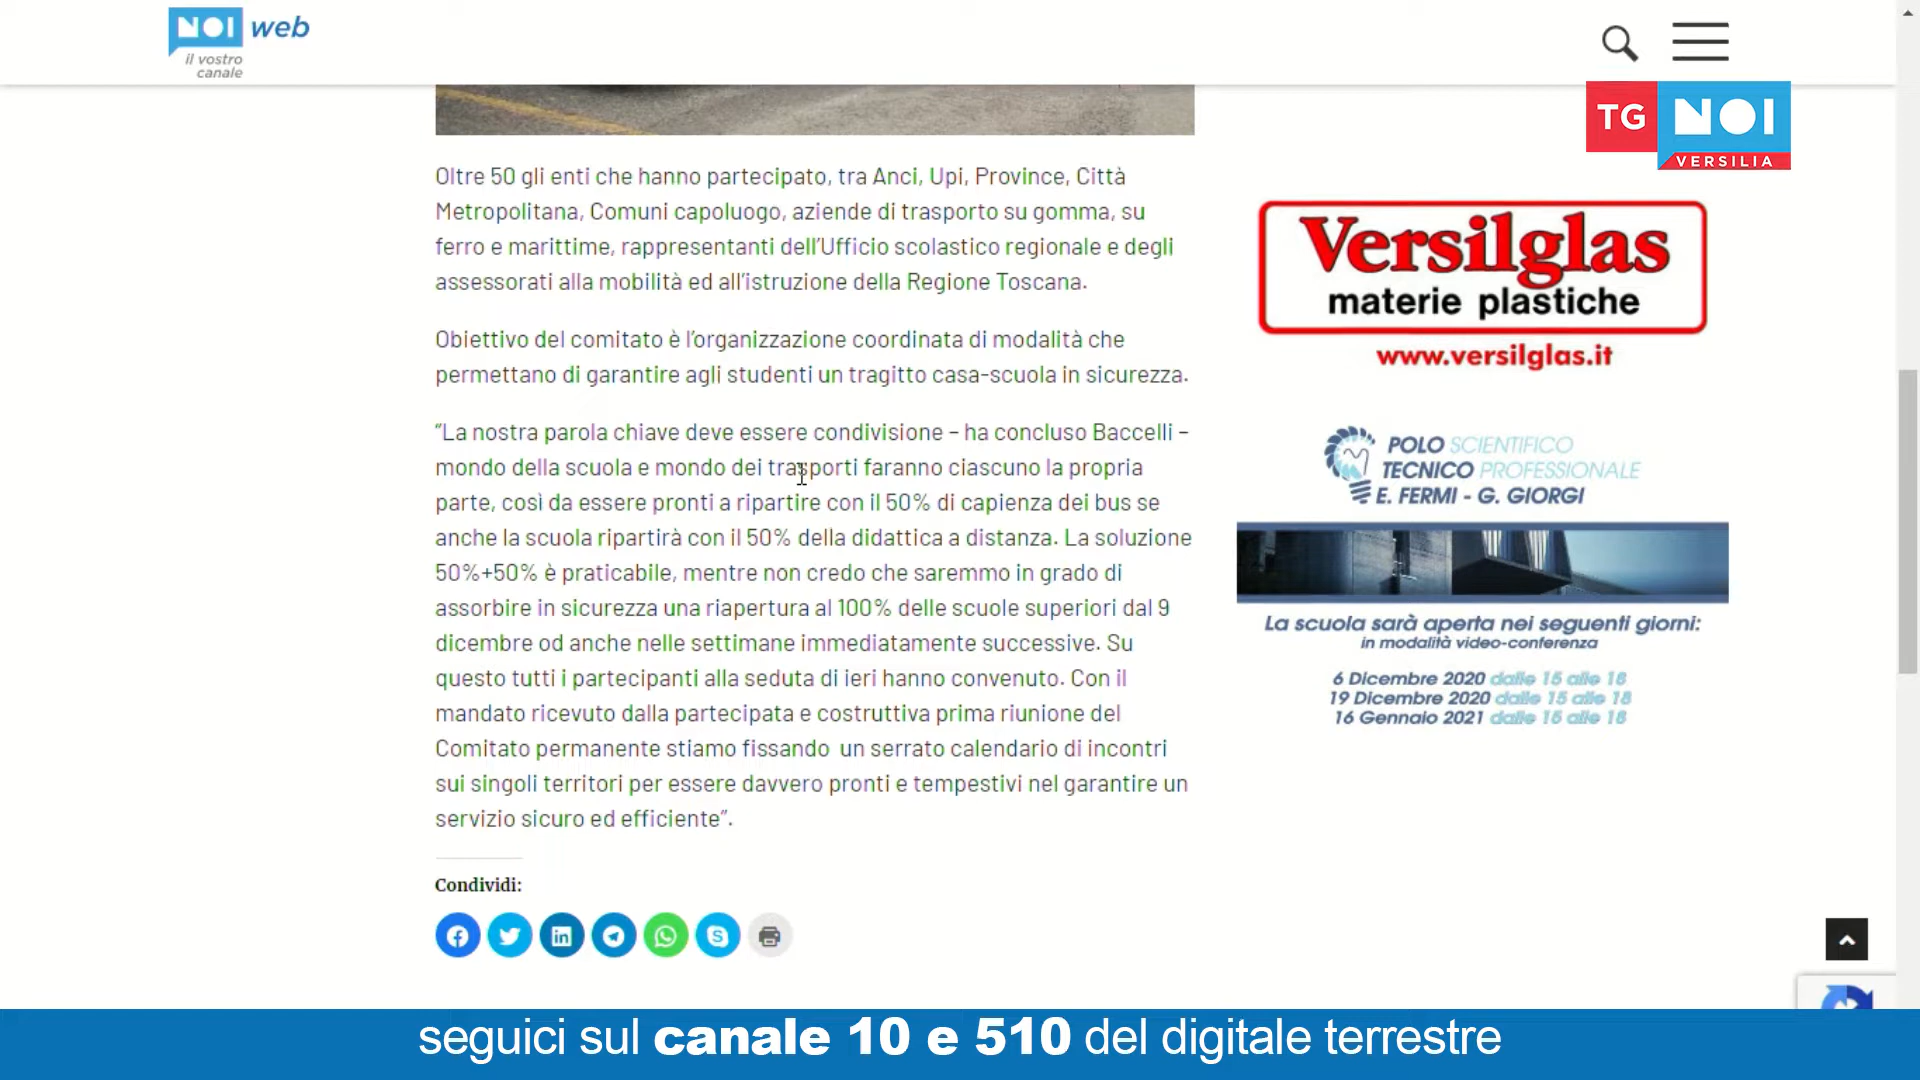 NOI web
il vostro
canale
TG NOI
VERSILIA
Oltre 50 gli enti che hanno partecipato, tra Anci, Upi, Province, Città
Metropolitana, Comuni capoluogo, aziende di trasporto su gomma, su
ferro e marittime, rappresentanti dell’Ufficio scolastico regionale e degli
assessorati alla mobilità ed all’istruzione della Regione Toscana.
Obiettivo del comitato è l’organizzazione coordinata di modalità che
permettano di garantire agli studenti un tragitto casa-scuola in sicurezza.
“La nostra parola chiave deve essere condivisione – ha concluso Baccelli –
mondo della scuola e mondo dei trasporti faranno ciascuno la propria
parte, così da essere pronti a ripartire con il 50% di capienza dei bus se
anche la scuola ripartirà con il 50% della didattica a distanza. La soluzione
50%+50% è praticabile, mentre non credo che saremmo in grado di
assorbire in sicurezza una riapertura al 100% delle scuole superiori dal 9
dicembre od anche nelle settimane immediatamente successive. Su
questo tutti i partecipanti alla seduta di ieri hanno convenuto. Con il
mandato ricevuto dalla partecipata e costruttiva prima riunione del
Comitato permanente stiamo fissando un serrato calendario di incontri
sui singoli territori per essere davvero pronti e tempestivi nel garantire un
servizio sicuro ed efficiente”.
Condividi:
Versilglas
materie plastiche
www.versilglas.it
POLO SCIENTIFICO
TECNICO PROFESSIONALE
E. FERMI - G. GIORGI
La scuola sarà aperta nei seguenti giorni:
in modalità video-conferenza
6 Dicembre 2020 dalle 15 alle 18
19 Dicembre 2020 dalle 15 alle 18
16 Gennaio 2021 dalle 15 alle 18
seguici sul canale 10 e 510 del digitale terrestre